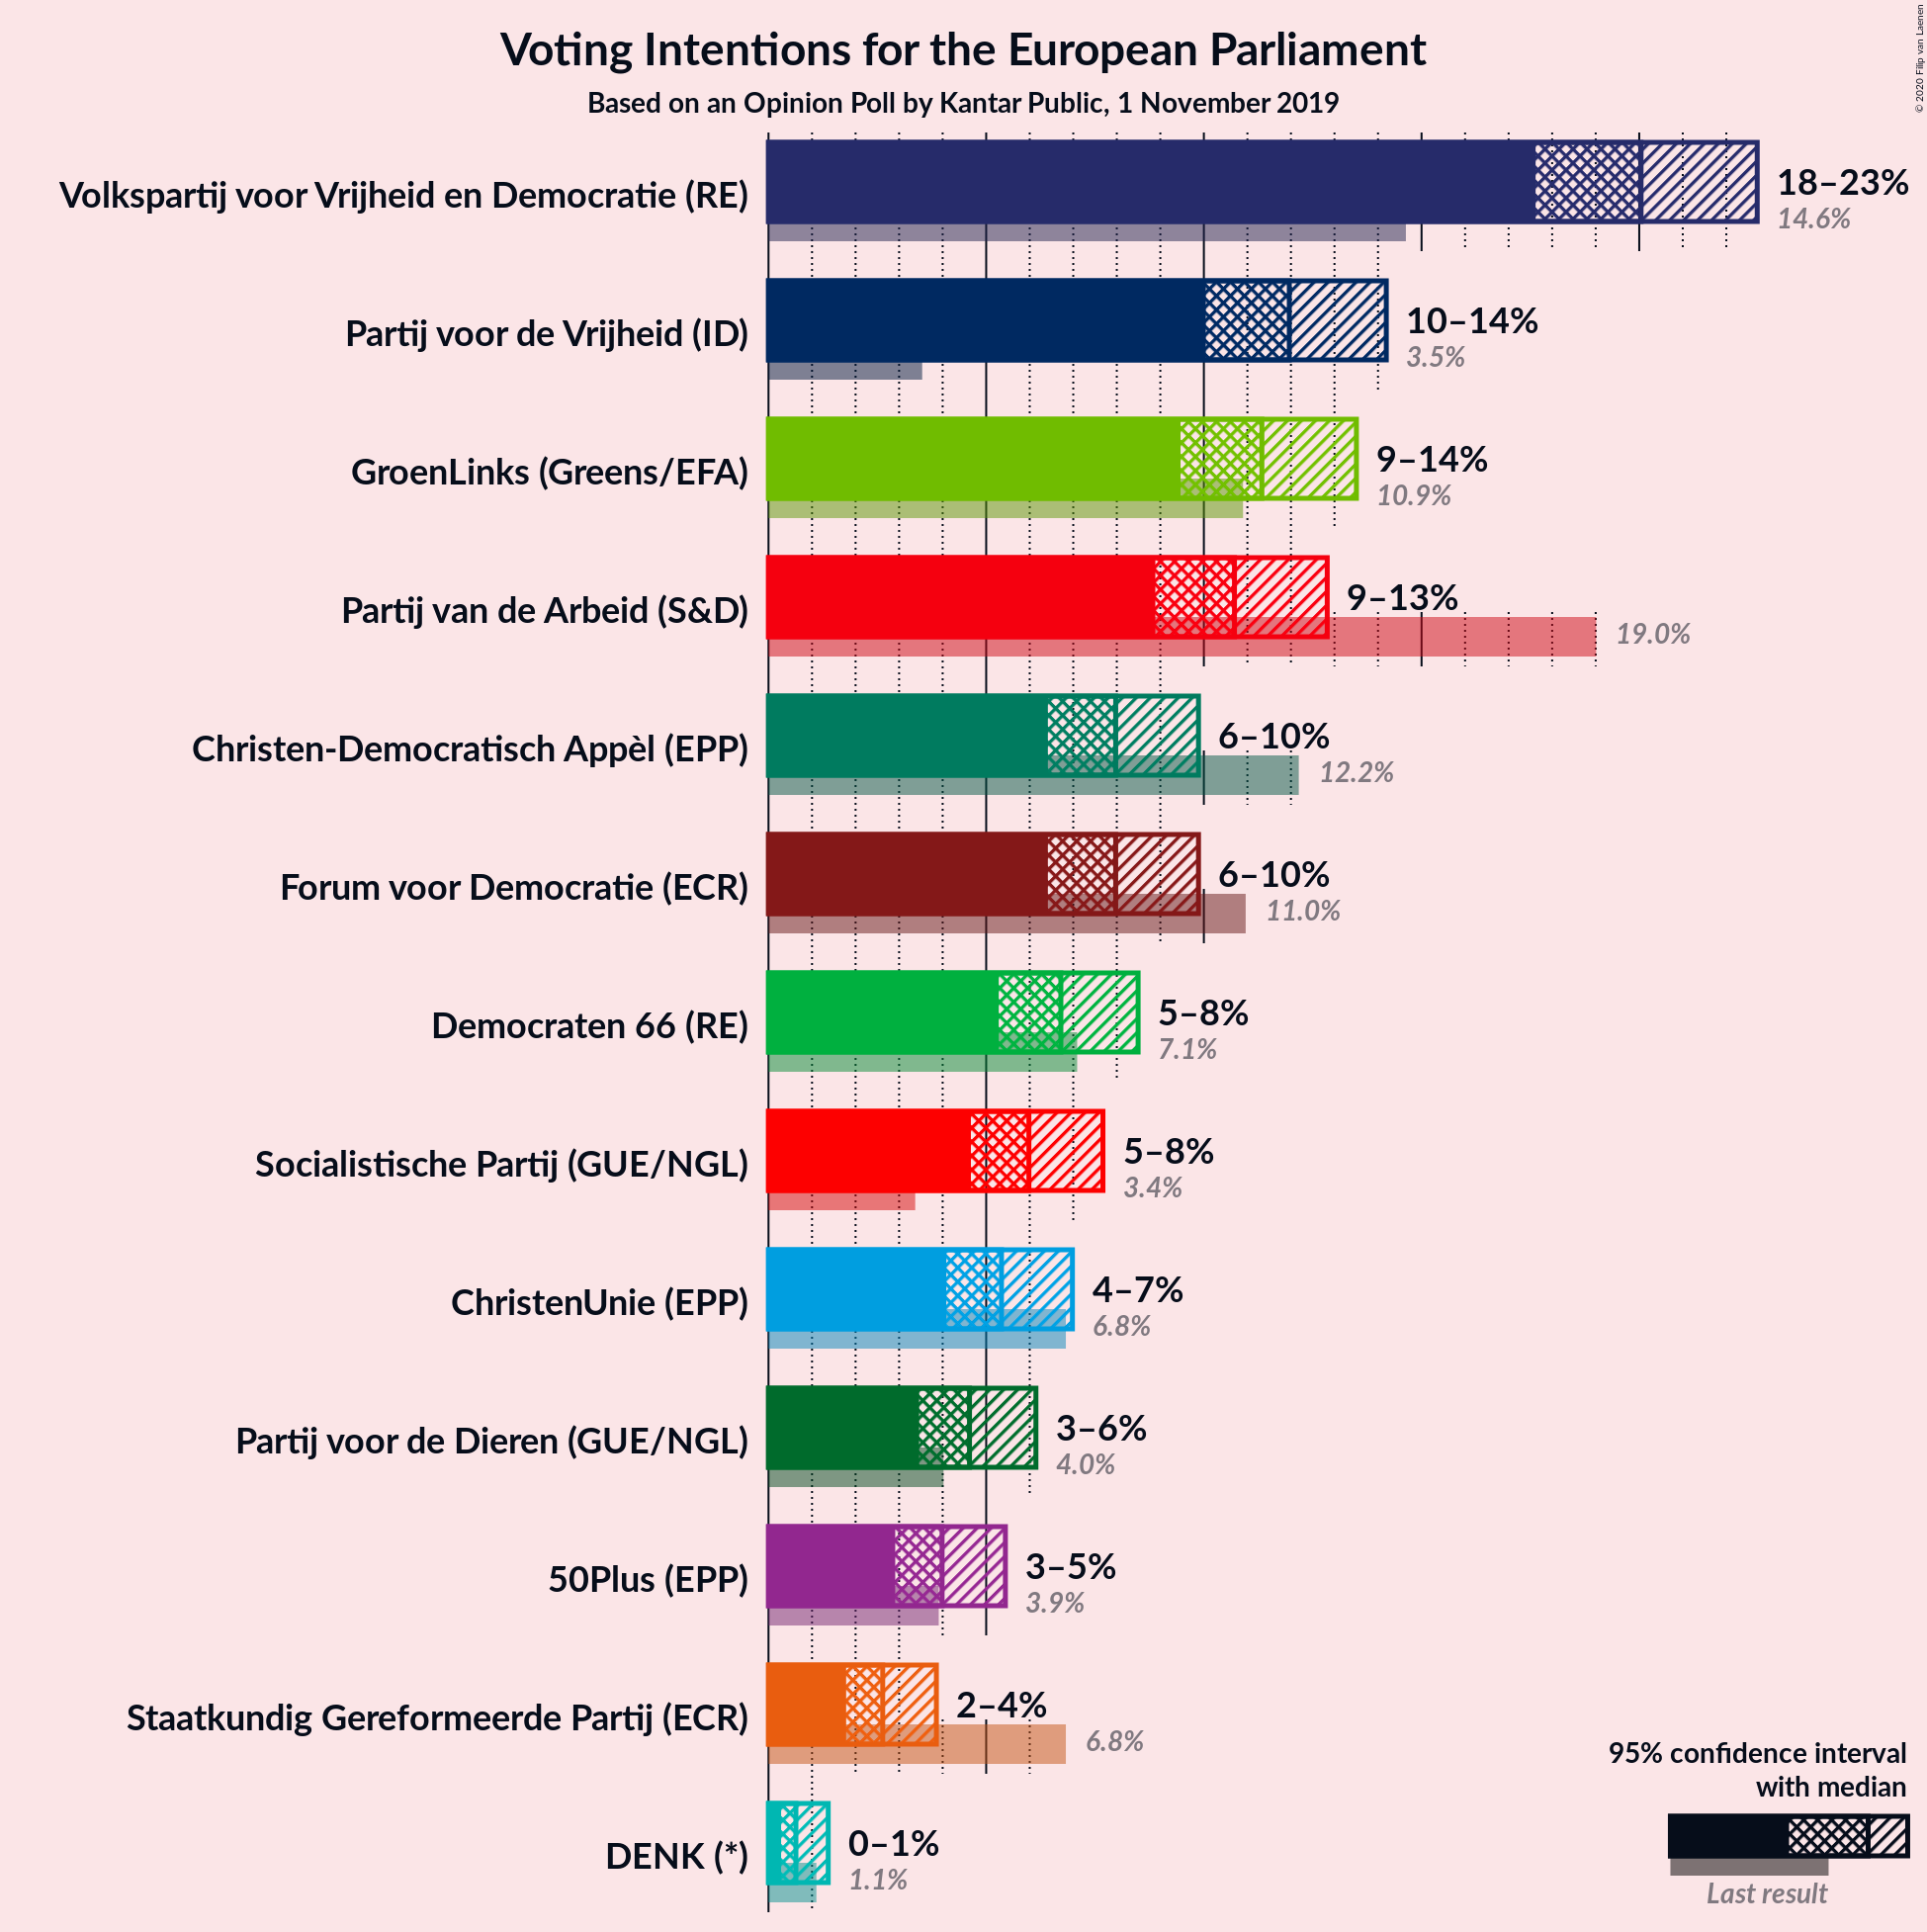 Voting Intentions for the European Parliament
Based on an Opinion Poll by Kantar Public, 1 November 2019
© 2020 Filip van Laenen
Volkspartij voor Vrijheid en Democratie (RE)
18–23%
14.6%
Partij voor de Vrijheid (ID)
10–14%
3.5%
GroenLinks (Greens/EFA)
9–14%
10.9%
Partij van de Arbeid (S&D)
9–13%
19.0%
Christen-Democratisch Appèl (EPP)
6–10%
12.2%
Forum voor Democratie (ECR)
6–10%
11.0%
Democraten 66 (RE)
5–8%
7.1%
Socialistische Partij (GUE/NGL)
5–8%
3.4%
ChristenUnie (EPP)
4–7%
6.8%
Partij voor de Dieren (GUE/NGL)
3–6%
4.0%
50Plus (EPP)
3–5%
3.9%
Staatkundig Gereformeerde Partij (ECR)
2–4%
6.8%
DENK (*)
0–1%
1.1%
95% confidence interval
with median
Last result